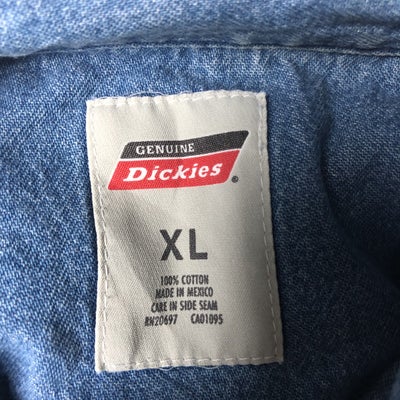 GENUINE
Dickies®
XL
100% COTTON
MADE IN MEXICO
CARE IN SIDE SEAM
RN20697 CA01095